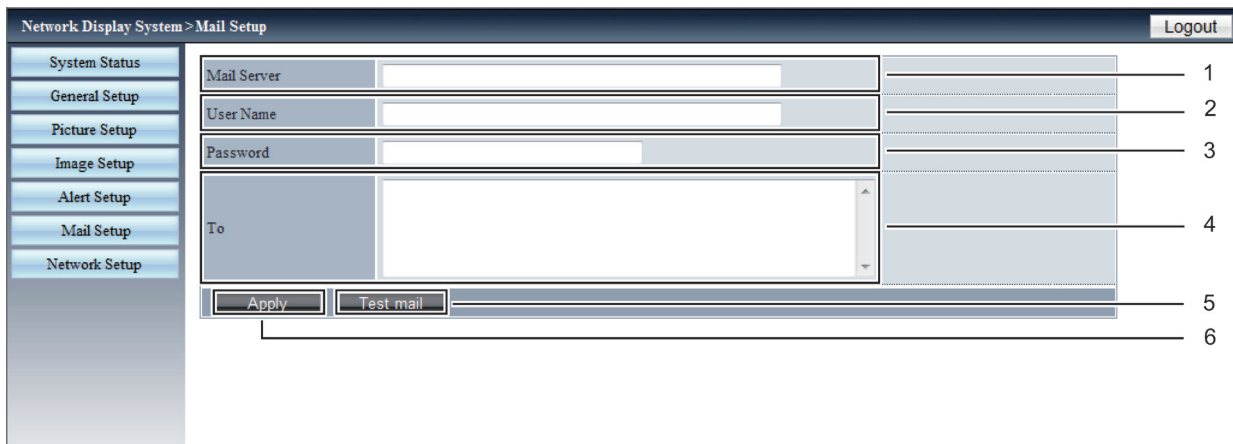 Network Display System>Mail Setup
Logout
System Status
General Setup
Picture Setup
Image Setup
Alert Setup
Mail Setup
Network Setup
Mail Server
1
User Name
2
Password
3
To
4
Apply
Test mail
5
6